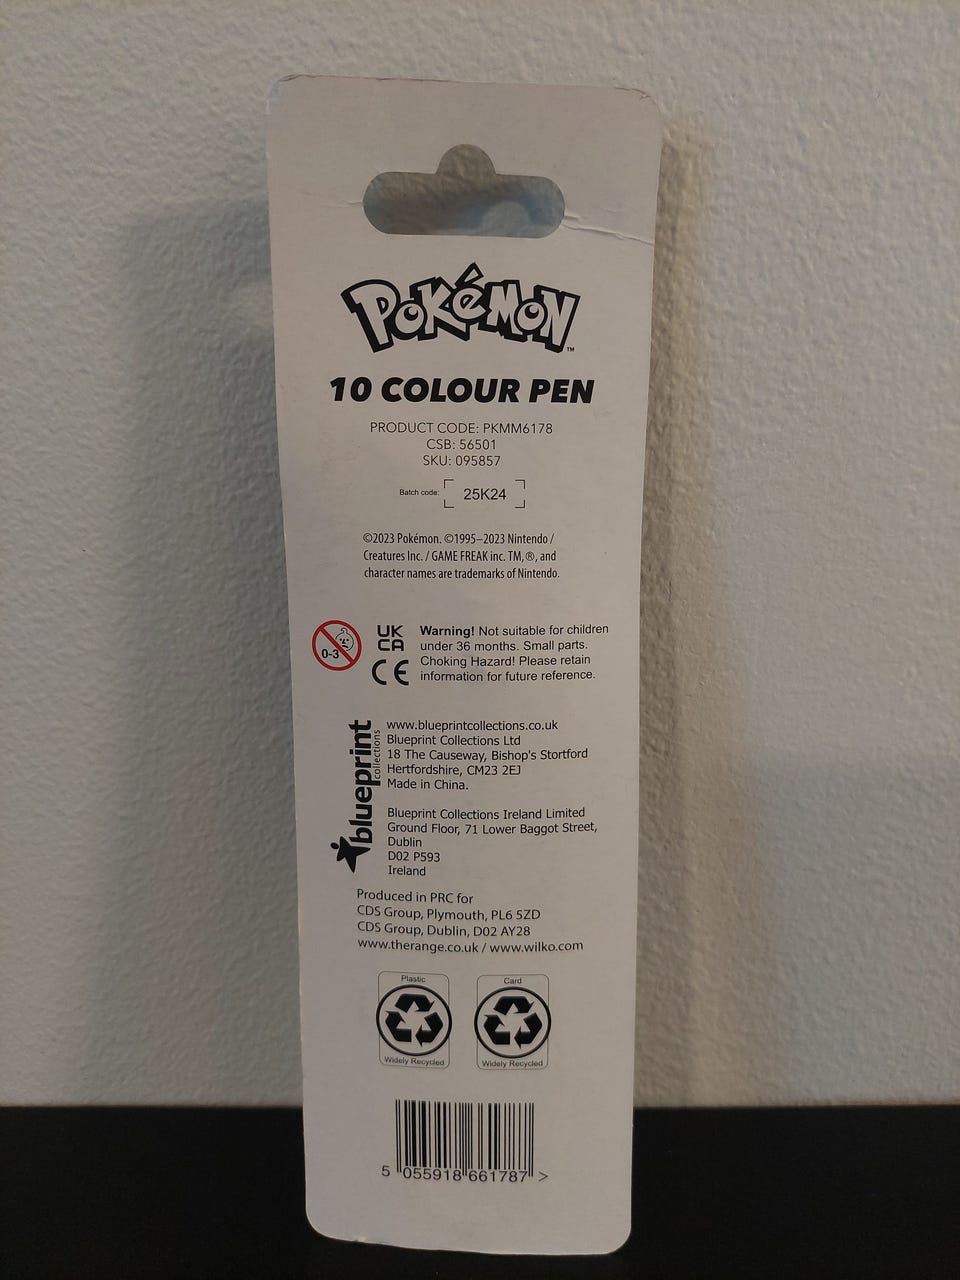 POKéMON
™
10 COLOUR PEN
PRODUCT CODE: PKMM6178
CSB: 56501
SKU: 095857
Batch code: 25K24
©2023 Pokémon. ©1995–2023 Nintendo /
Creatures Inc. / GAME FREAK inc. TM, ®, and
character names are trademarks of Nintendo.
0-3
UK
CA
CE
Warning! Not suitable for children
under 36 months. Small parts.
Choking Hazard! Please retain
information for future reference.
blueprint
collections
www.blueprintcollections.co.uk
Blueprint Collections Ltd
18 The Causeway, Bishop's Stortford
Hertfordshire, CM23 2EJ
Made in China.
Blueprint Collections Ireland Limited
Ground Floor, 71 Lower Baggot Street,
Dublin
D02 P593
Ireland
Produced in PRC for
CDS Group, Plymouth, PL6 5ZD
CDS Group, Dublin, D02 AY28
www.therange.co.uk / www.wilko.com
Plastic
Widely Recycled
Card
Widely Recycled
5 055918 661787 >